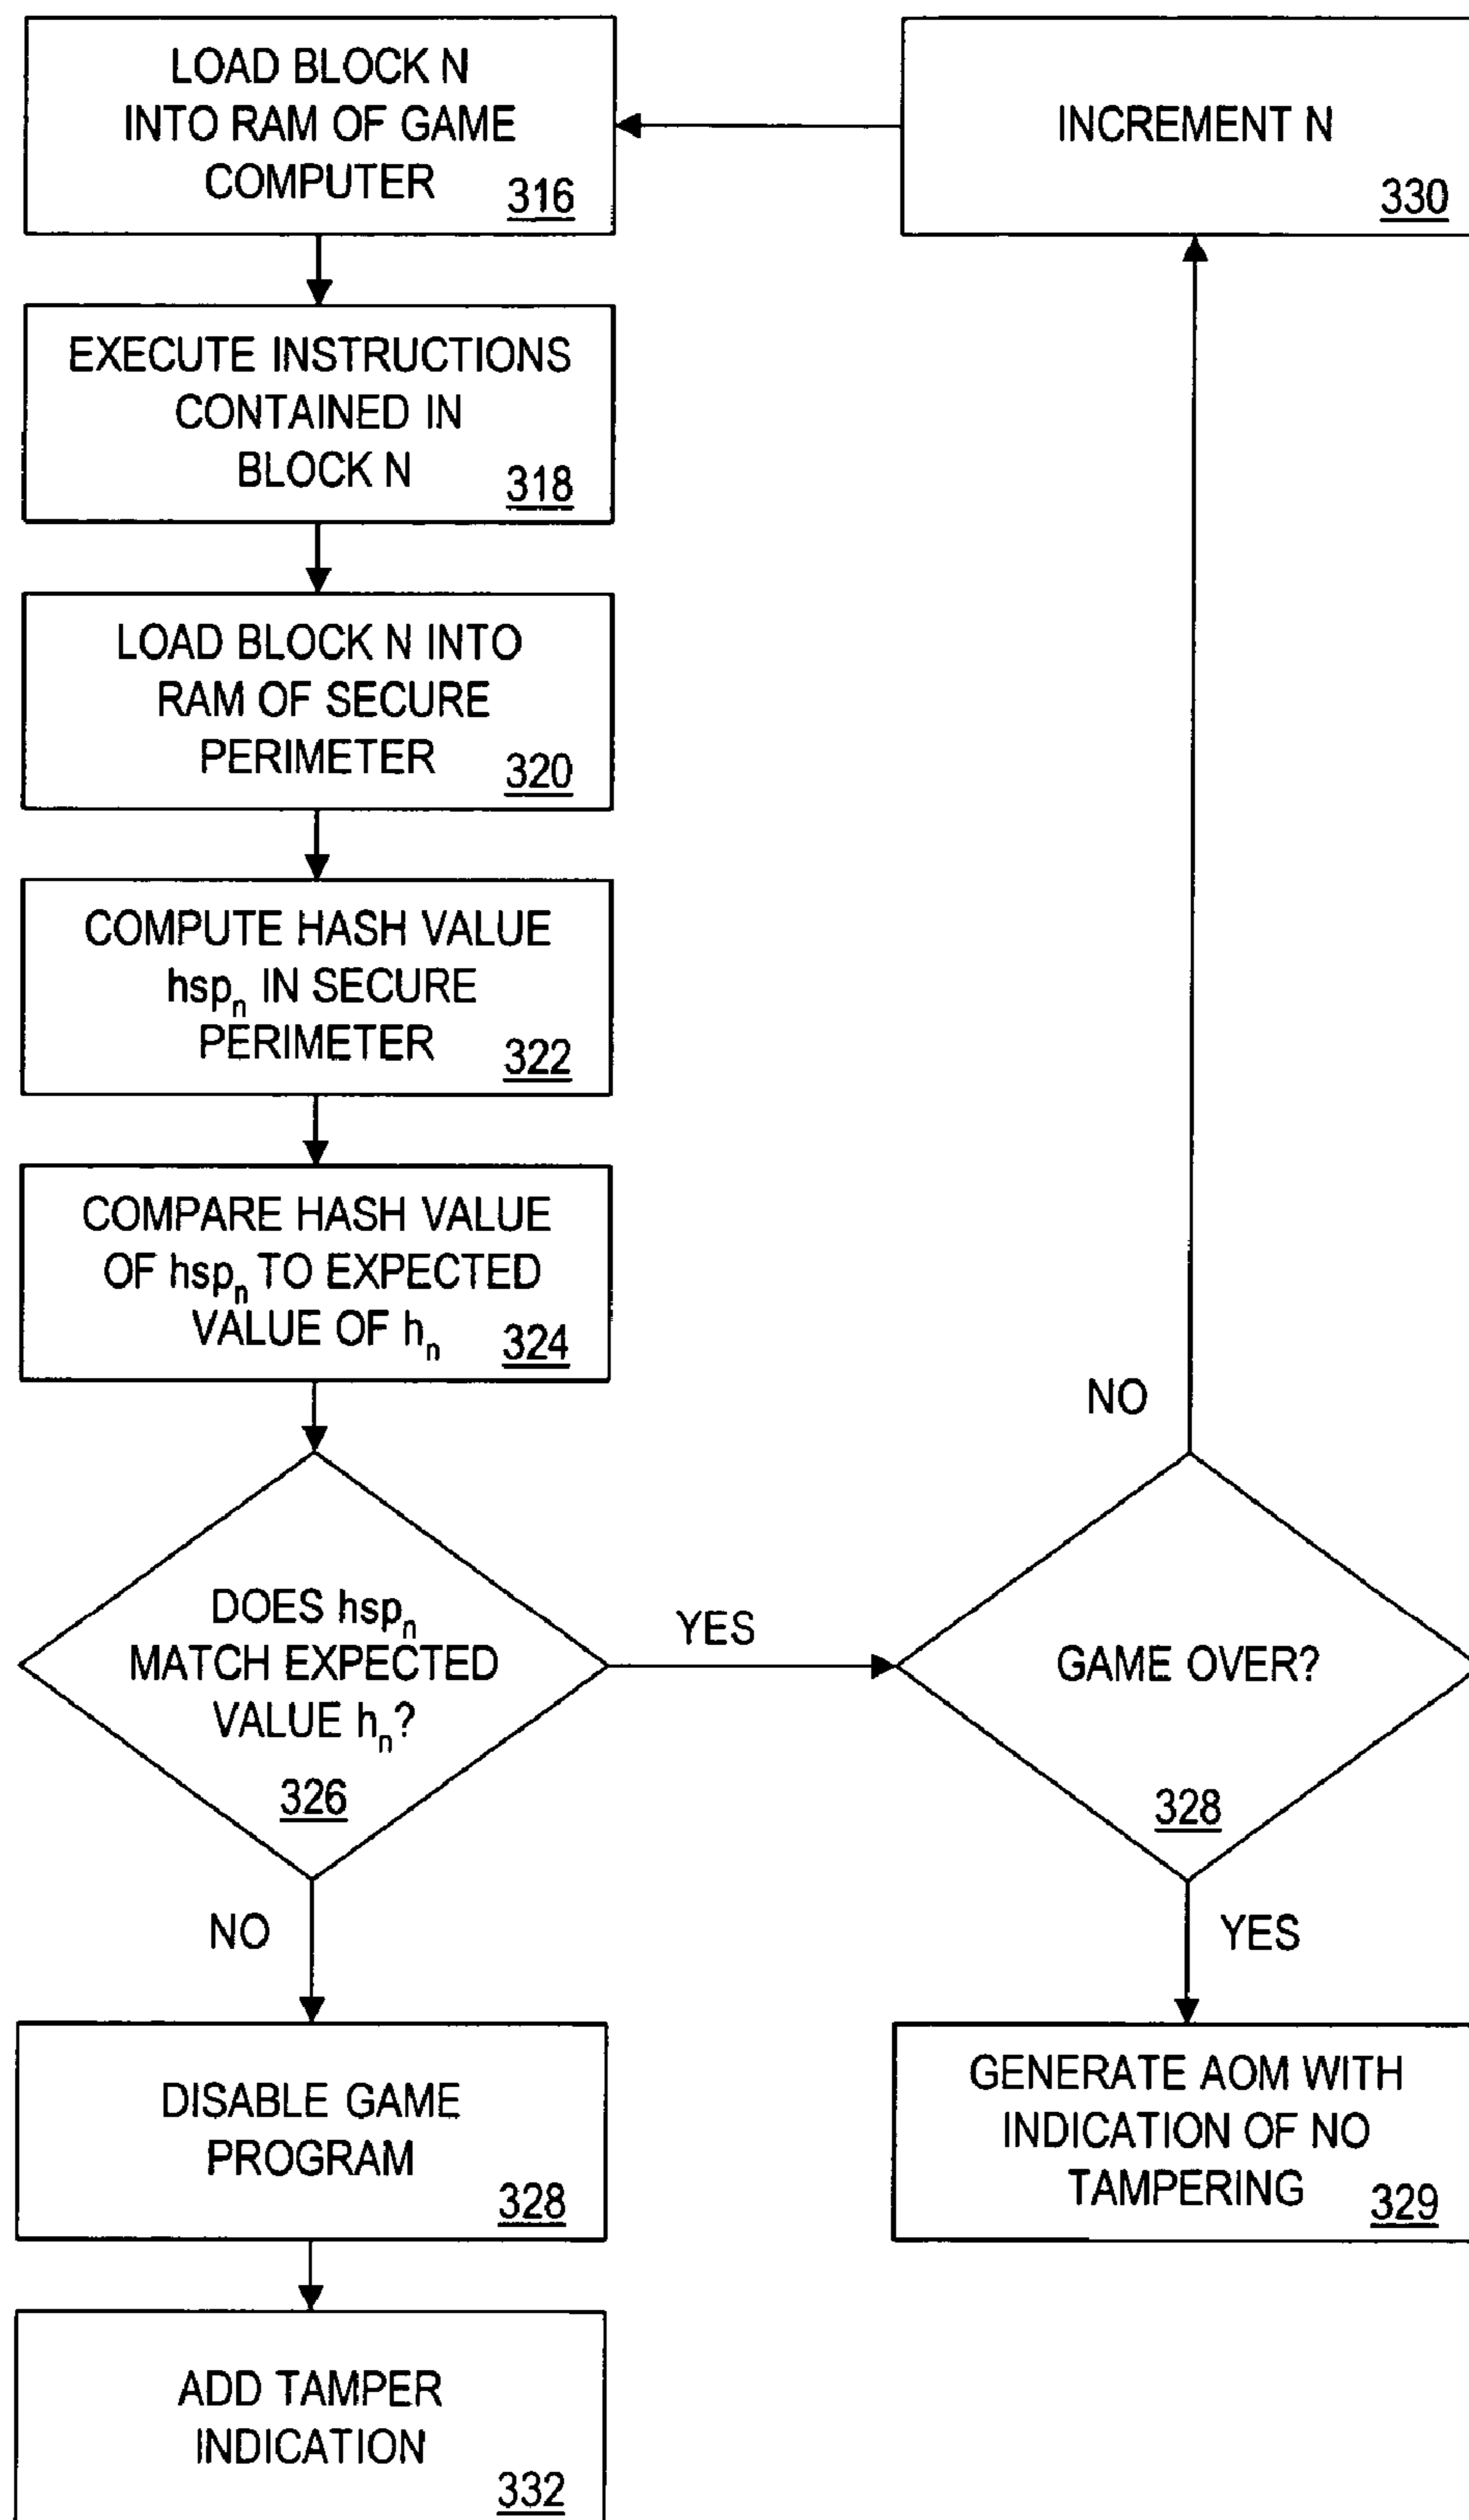 LOAD BLOCK N
INTO RAM OF GAME
COMPUTER
316
INCREMENT N
330
EXECUTE INSTRUCTIONS
CONTAINED IN
BLOCK N
318
LOAD BLOCK N INTO
RAM OF SECURE
PERIMETER
320
COMPUTE HASH VALUE
hspn IN SECURE
PERIMETER
322
COMPARE HASH VALUE
OF hspn TO EXPECTED
VALUE OF hn
324
DOES hspn
MATCH EXPECTED
VALUE hn?
326
YES
NO
GAME OVER?
328
NO
YES
DISABLE GAME
PROGRAM
328
GENERATE AOM WITH
INDICATION OF NO
TAMPERING
329
ADD TAMPER
INDICATION
332